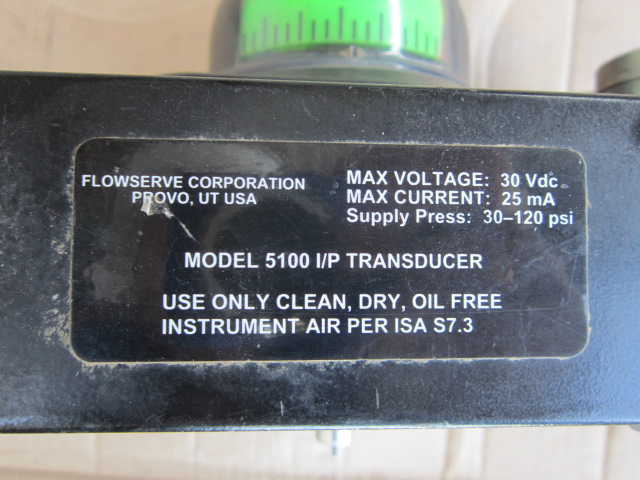 FLOWSERVE CORPORATION
PROVO, UT USA
MAX VOLTAGE: 30 Vdc
MAX CURRENT: 25 mA
Supply Press: 30–120 psi
MODEL 5100 I/P TRANSDUCER
USE ONLY CLEAN, DRY, OIL FREE
INSTRUMENT AIR PER ISA S7.3